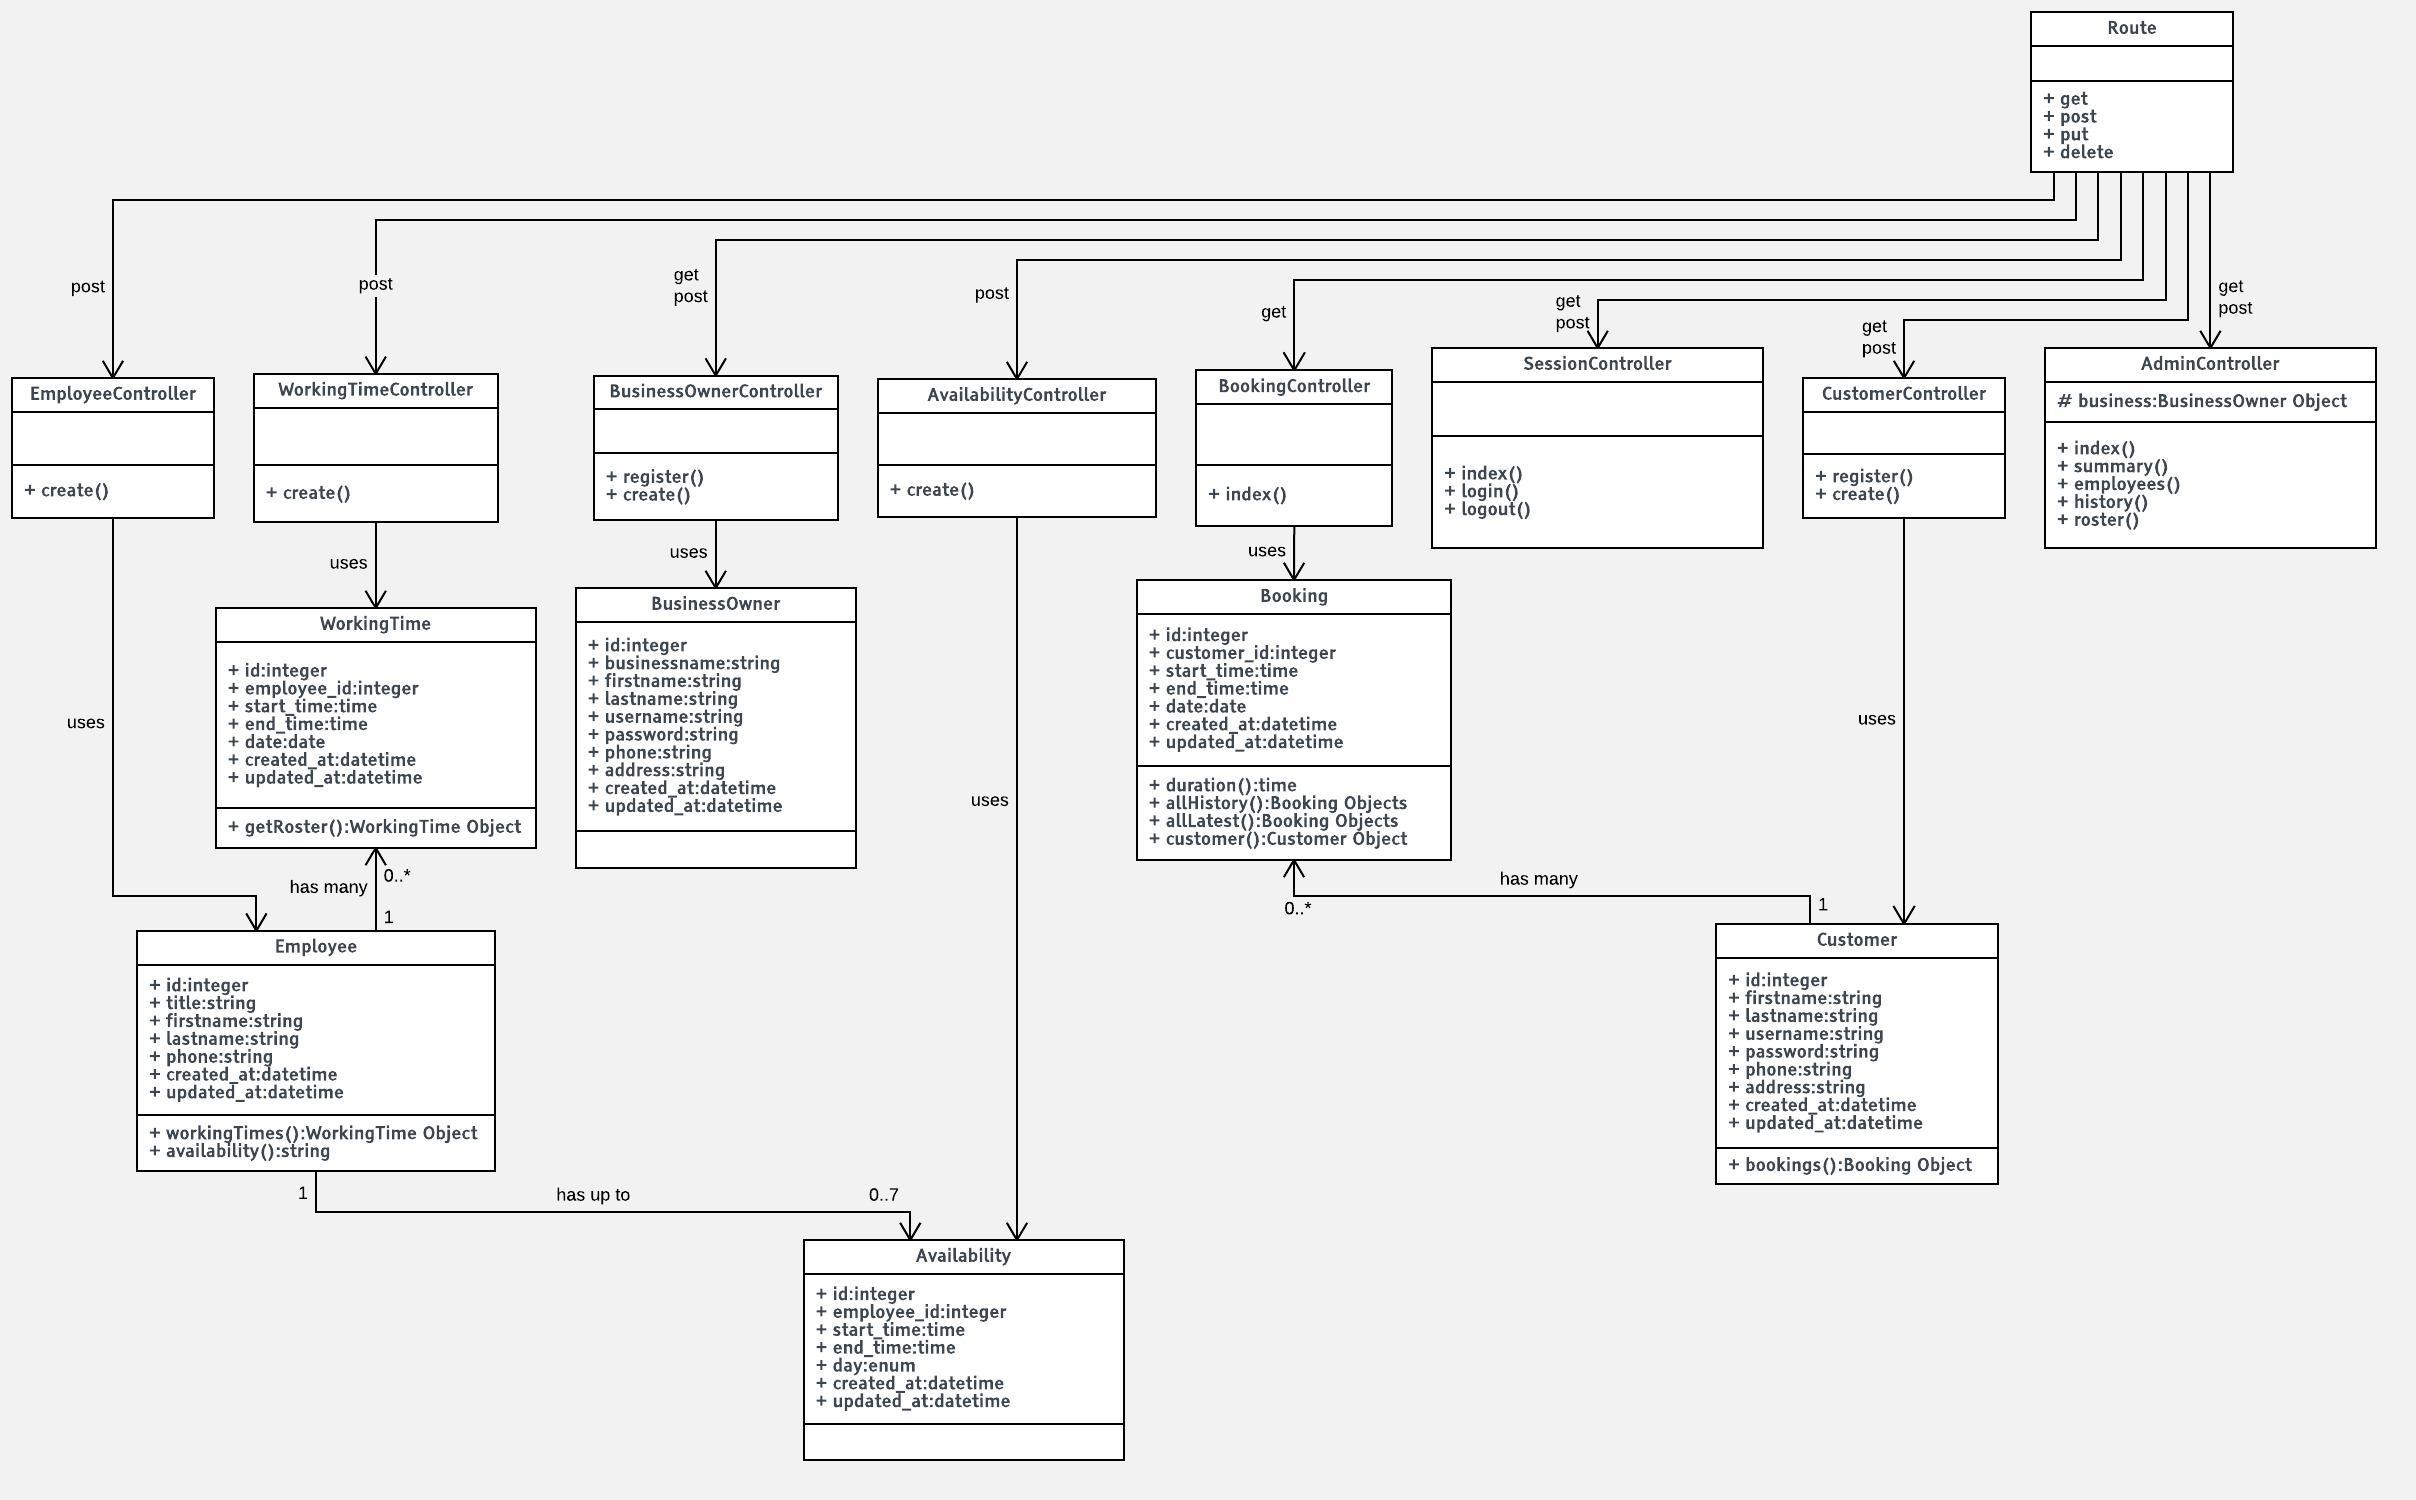 Route
+ get
+ post
+ put
+ delete
post
post
get
post
post
get
get
post
get
post
get
post
EmployeeController
+ create()
WorkingTimeController
+ create()
BusinessOwnerController
+ register()
+ create()
AvailabilityController
+ create()
BookingController
+ index()
SessionController
+ index()
+ login()
+ logout()
CustomerController
+ register()
+ create()
AdminController
# business:BusinessOwner Object
+ index()
+ summary()
+ employees()
+ history()
+ roster()
uses
uses
uses
uses
uses
uses
WorkingTime
+ id:integer
+ employee_id:integer
+ start_time:time
+ end_time:time
+ date:date
+ created_at:datetime
+ updated_at:datetime
+ getRoster():WorkingTime Object
BusinessOwner
+ id:integer
+ businessname:string
+ firstname:string
+ lastname:string
+ username:string
+ password:string
+ phone:string
+ address:string
+ created_at:datetime
+ updated_at:datetime
Booking
+ id:integer
+ customer_id:integer
+ start_time:time
+ end_time:time
+ date:date
+ created_at:datetime
+ updated_at:datetime
+ duration():time
+ allHistory():Booking Objects
+ allLatest():Booking Objects
+ customer():Customer Object
has many
0..*
1
has many
0..*
1
Employee
+ id:integer
+ title:string
+ firstname:string
+ lastname:string
+ phone:string
+ created_at:datetime
+ updated_at:datetime
+ workingTimes():WorkingTime Object
+ availability():string
Customer
+ id:integer
+ firstname:string
+ lastname:string
+ username:string
+ password:string
+ phone:string
+ address:string
+ created_at:datetime
+ updated_at:datetime
+ bookings():Booking Object
1
has up to
0..7
Availability
+ id:integer
+ employee_id:integer
+ start_time:time
+ end_time:time
+ day:enum
+ created_at:datetime
+ updated_at:datetime